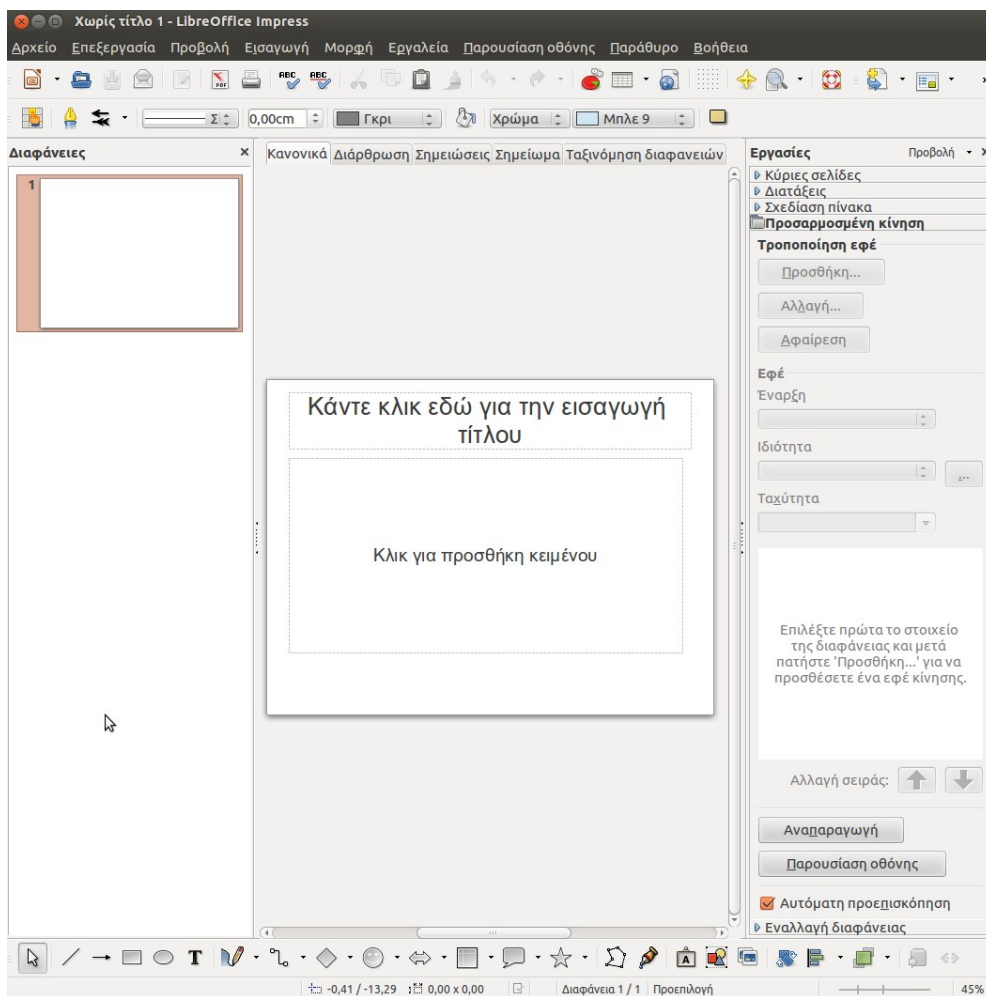 Χωρίς τίτλο 1 - LibreOffice Impress
Αρχείο Επεξεργασία Προβολή Εισαγωγή Μορφή Εργαλεία Παρουσίαση οθόνης Παράθυρο Βοήθεια
PDF ABC ABC
Σ 0,00cm Γκρι Χρώμα Μπλε 9
Διαφάνειες
Κανονικά Διάρθρωση Σημειώσεις Σημείωμα Ταξινόμηση διαφανειών
Εργασίες Προβολή
1
Κύριες σελίδες
Διατάξεις
Σχεδίαση πίνακα
Προσαρμοσμένη κίνηση
Τροποποίηση εφέ
Προσθήκη...
Αλλαγή...
Αφαίρεση
Εφέ
Έναρξη
Ιδιότητα
...
Ταχύτητα
Κάντε κλικ εδώ για την εισαγωγή
τίτλου
Κλικ για προσθήκη κειμένου
Επιλέξτε πρώτα το στοιχείο
της διαφάνειας και μετά
πατήστε 'Προσθήκη...' για να
προσθέσετε ένα εφέ κίνησης.
Αλλαγή σειράς:
Αναπαραγωγή
Παρουσίαση οθόνης
Αυτόματη προεπισκόπηση
Εναλλαγή διαφάνειας
T A
-0,41 / -13,29 0,00 x 0,00 Διαφάνεια 1 / 1 Προεπιλογή 45%